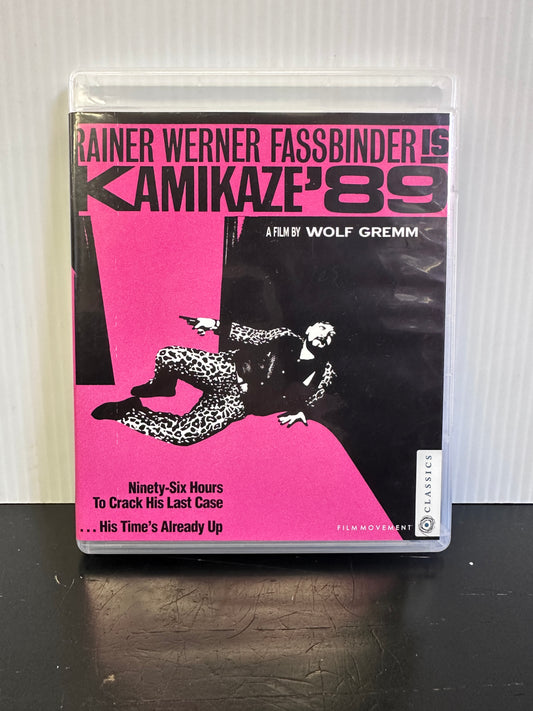 RAINER WERNER FASSBINDER IS
KAMIKAZE '89
A FILM BY WOLF GREMM
Ninety-Six Hours
To Crack His Last Case
. . . His Time's Already Up
FILM MOVEMENT
CLASSICS